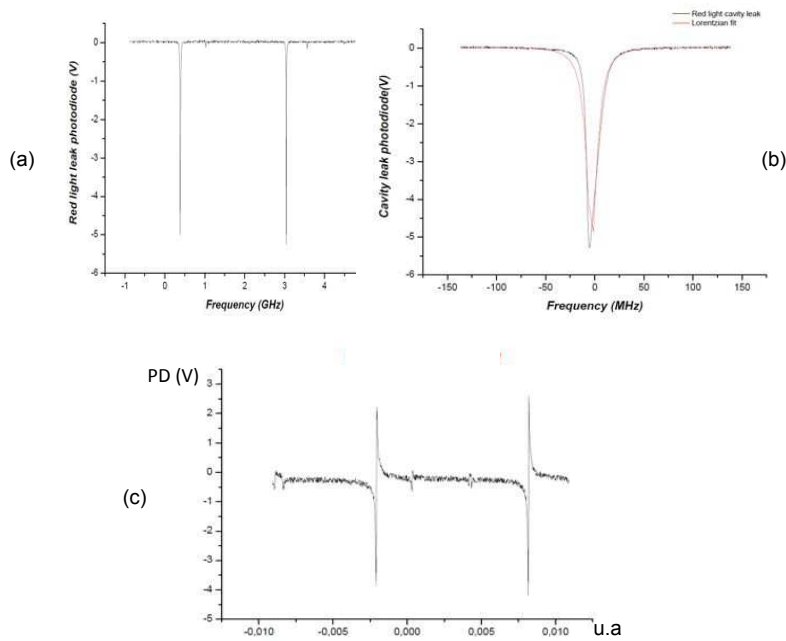 (a)
Red light leak photodiode (V)
0
-1
-2
-3
-4
-5
-6
-1 0 1 2 3 4 5
Frequency (GHz)
Red light cavity leak
Lorentzian fit
Cavity leak photodiode(V)
0
-1
-2
-3
-4
-5
-6
-150 -100 -50 0 50 100 150
Frequency (MHz)
(b)
PD (V)
(c)
3
2
1
0
-1
-2
-3
-4
-5
-0,010 -0,005 0,000 0,005 0,010
u.a